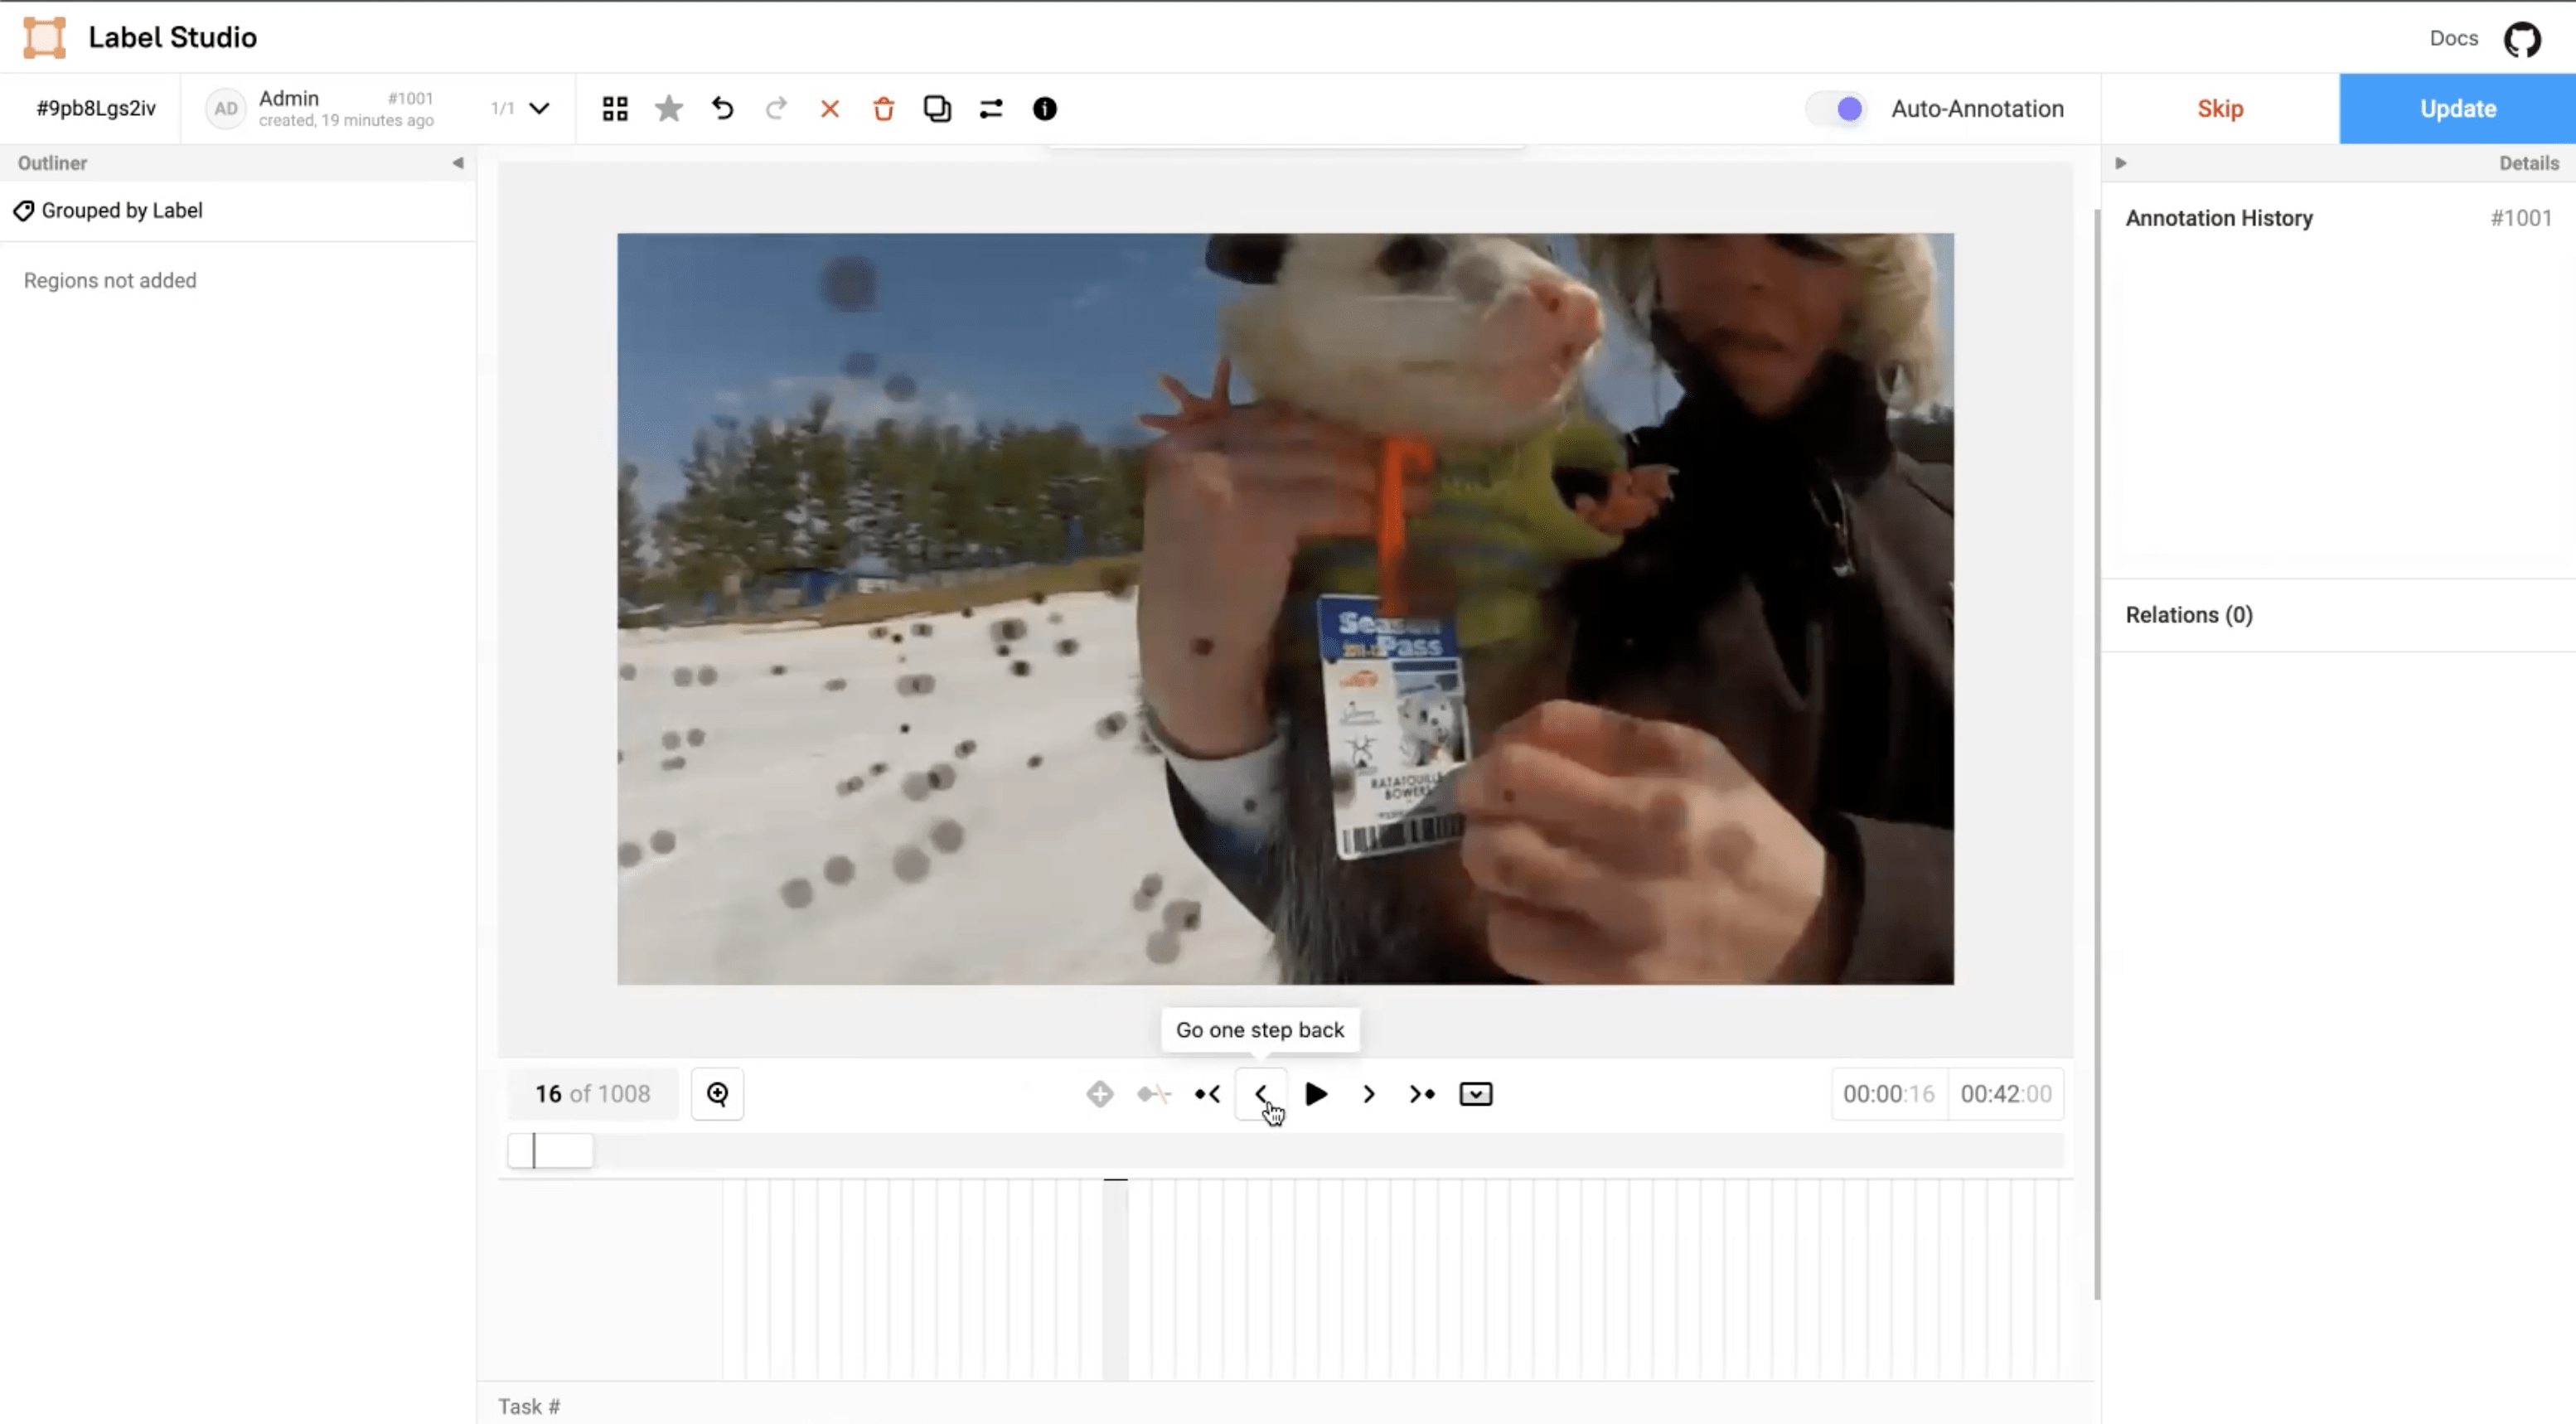 Label Studio
Docs
#9pb8Lgs2iv
AD
Admin
#1001
created, 19 minutes ago
1/1
Auto-Annotation
Skip
Update
Outliner
Details
Grouped by Label
Annotation History
#1001
Regions not added
Relations (0)
Season
Pass
RATATOUILLE
Go one step back
16 of 1008
00:00:16
00:42:00
Task #